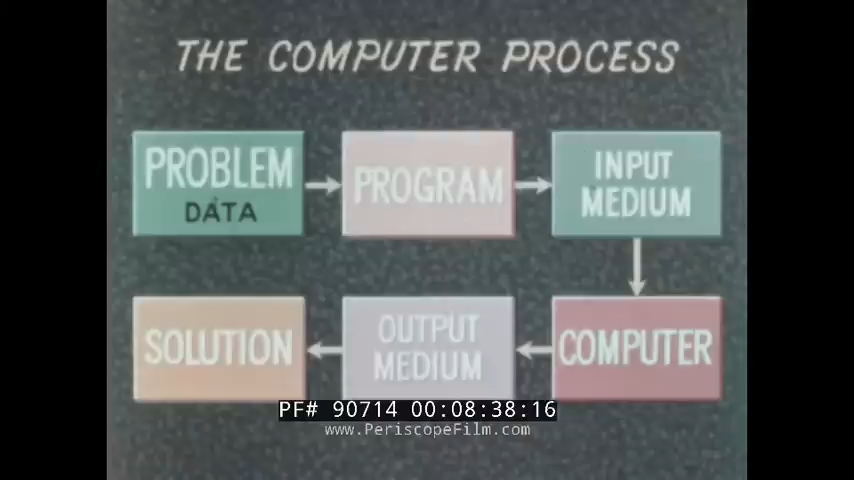 THE COMPUTER PROCESS
PROBLEM
DATA
PROGRAM
INPUT
MEDIUM
SOLUTION
OUTPUT
MEDIUM
COMPUTER
PF# 90714 00:08:38:16
www.PeriscopeFilm.com